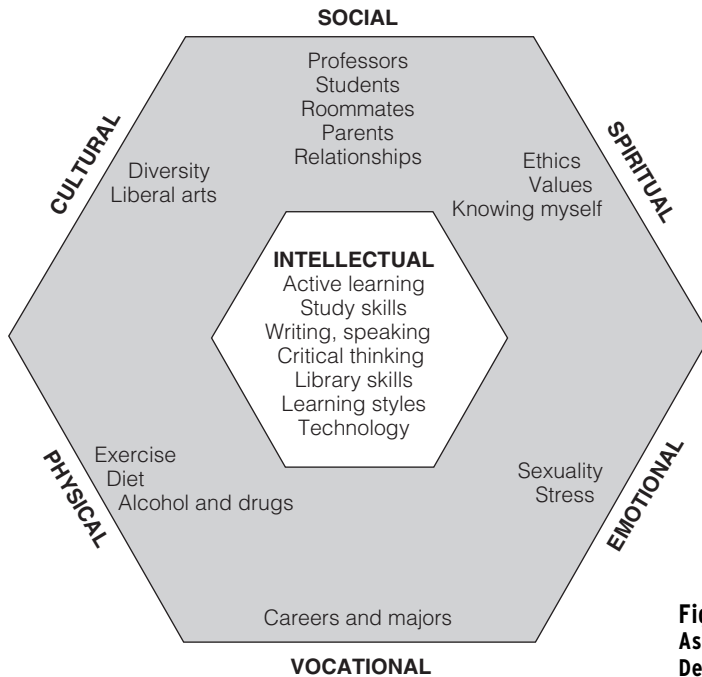 SOCIAL
Professors
Students
Roommates
Parents
Relationships
CULTURAL
Diversity
Liberal arts
SPIRITUAL
Ethics
Values
Knowing myself
INTELLECTUAL
Active learning
Study skills
Writing, speaking
Critical thinking
Library skills
Learning styles
Technology
PHYSICAL
Exercise
Diet
Alcohol and drugs
EMOTIONAL
Sexuality
Stress
Careers and majors
VOCATIONAL
As
De